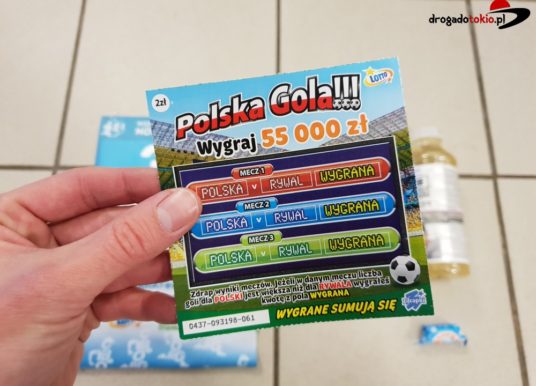 drogadotokio.pl
2zł
LOTTO
Polska Gola!!!
Wygraj 55 000 zł
MECZ 1
POLSKA v RYWAL WYGRANA
MECZ 2
POLSKA v RYWAL WYGRANA
MECZ 3
POLSKA v RYWAL WYGRANA
Zdrap wyniki meczów. Jeżeli w danym meczu liczba
goli dla POLSKI jest większa niż dla RYWALA wygrałeś
kwotę z pola WYGRANA
WYGRANE SUMUJĄ SIĘ
0437-093198-061